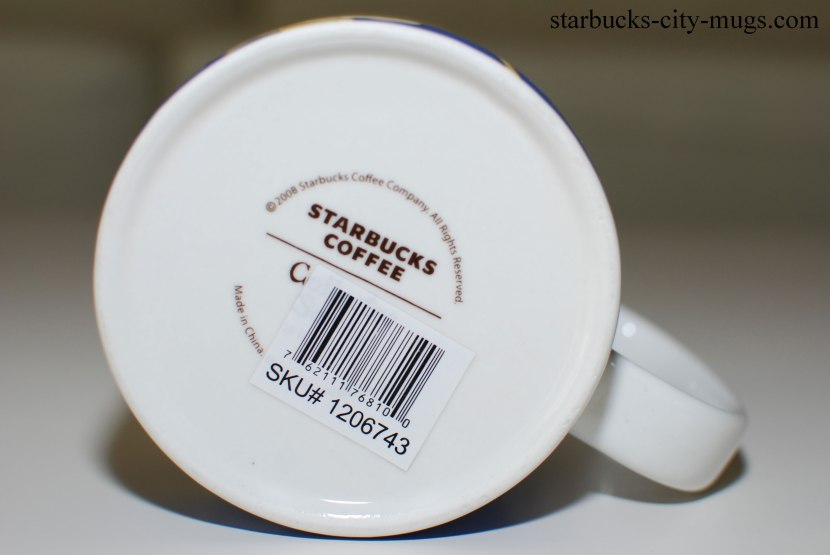 starbucks-city-mugs.com
©2008 Starbucks Coffee Company. All Rights Reserved.
STARBUCKS
COFFEE
C
Made in China.
7 62111 76810 0
SKU# 1206743